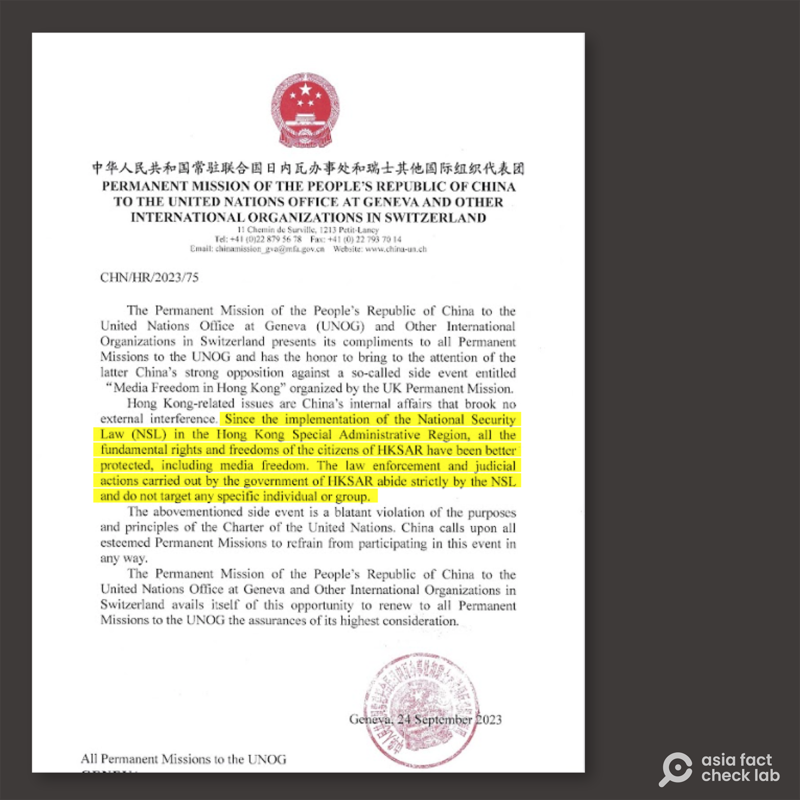 中华人民共和国常驻联合国日内瓦办事处和瑞士其他国际组织代表团
PERMANENT MISSION OF THE PEOPLE'S REPUBLIC OF CHINA
TO THE UNITED NATIONS OFFICE AT GENEVA AND OTHER
INTERNATIONAL ORGANIZATIONS IN SWITZERLAND
11 Chemin de Surville, 1213 Petit-Lancy
Tel: +41 (0)22 879 56 78 Fax: +41 (0) 22 793 70 14
Email: chinamission_gva@mfa.gov.cn Website: www.china-un.ch
CHN/HR/2023/75
The Permanent Mission of the People's Republic of China to the
United Nations Office at Geneva (UNOG) and Other International
Organizations in Switzerland presents its compliments to all Permanent
Missions to the UNOG and has the honor to bring to the attention of the
latter China's strong opposition against a so-called side event entitled
“Media Freedom in Hong Kong” organized by the UK Permanent Mission.
Hong Kong-related issues are China's internal affairs that brook no
external interference. Since the implementation of the National Security
Law (NSL) in the Hong Kong Special Administrative Region, all the
fundamental rights and freedoms of the citizens of HKSAR have been better
protected, including media freedom. The law enforcement and judicial
actions carried out by the government of HKSAR abide strictly by the NSL
and do not target any specific individual or group.
The abovementioned side event is a blatant violation of the purposes
and principles of the Charter of the United Nations. China calls upon all
esteemed Permanent Missions to refrain from participating in this event in
any way.
The Permanent Mission of the People's Republic of China to the
United Nations Office at Geneva and Other International Organizations in
Switzerland avails itself of this opportunity to renew to all Permanent
Missions to the UNOG the assurances of its highest consideration.
Geneva, 24 September 2023
All Permanent Missions to the UNOG
asia fact
check lab